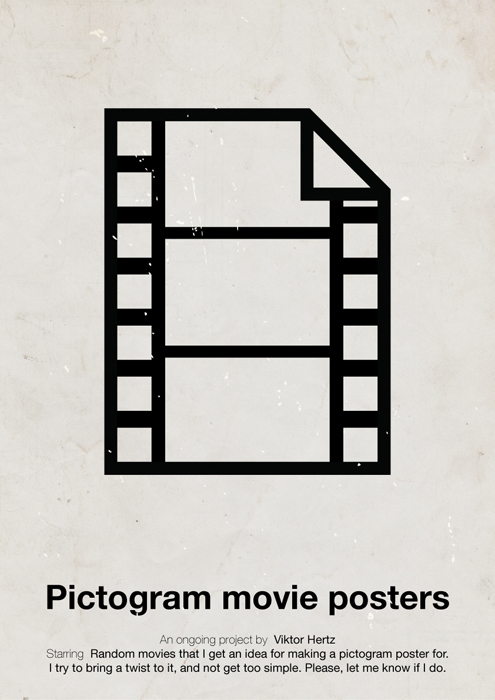 Pictogram movie posters
An ongoing project by Viktor Hertz
Starring Random movies that I get an idea for making a pictogram poster for.
I try to bring a twist to it, and not get too simple. Please, let me know if I do.